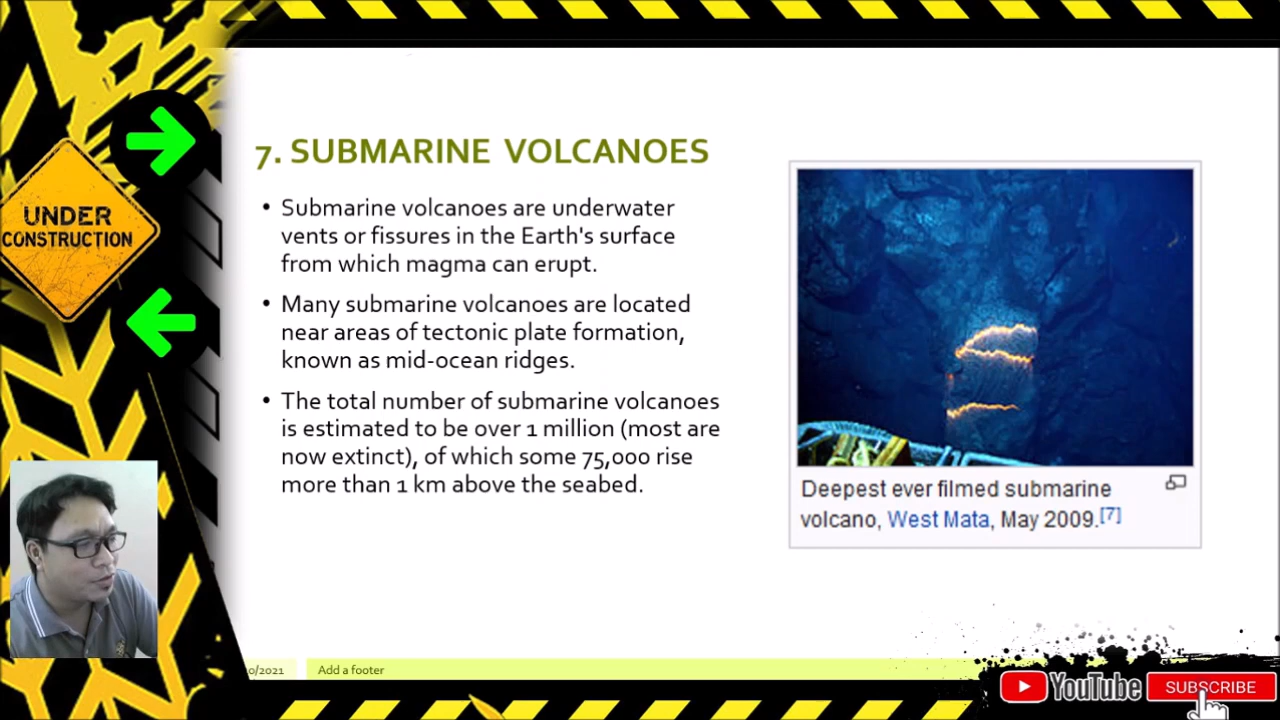 7. SUBMARINE VOLCANOES
• Submarine volcanoes are underwater
vents or fissures in the Earth's surface
from which magma can erupt.
• Many submarine volcanoes are located
near areas of tectonic plate formation,
known as mid-ocean ridges.
• The total number of submarine volcanoes
is estimated to be over 1 million (most are
now extinct), of which some 75,000 rise
more than 1 km above the seabed.
UNDER
CONSTRUCTION
Deepest ever filmed submarine
volcano, West Mata, May 2009.[7]
0/2021
Add a footer
YouTube
SUBSCRIBE